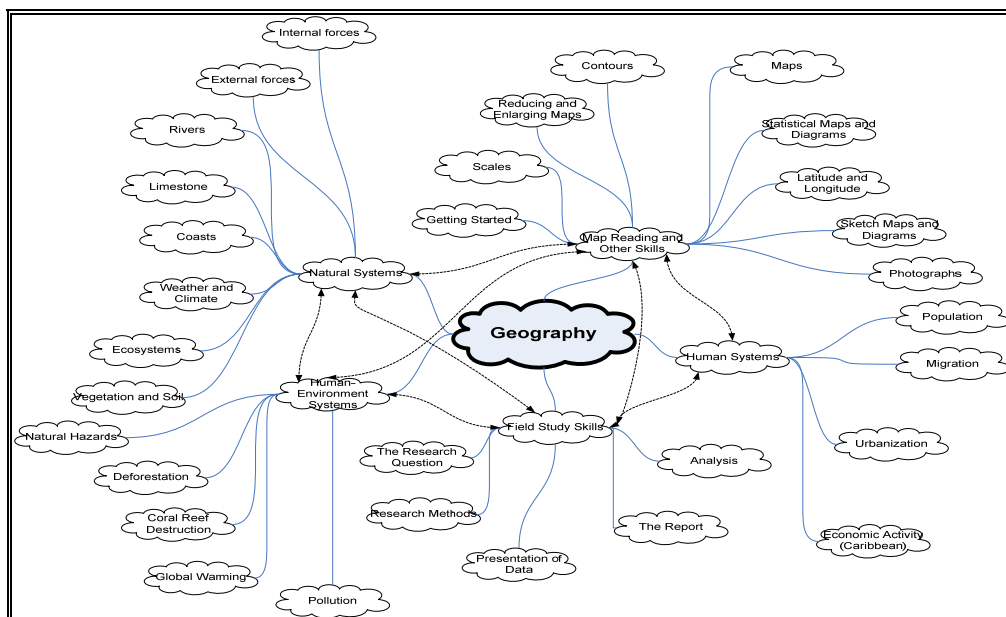 Internal forces
External forces
Rivers
Limestone
Coasts
Weather and
Climate
Ecosystems
Vegetation and Soil
Natural Systems
Contours
Reducing and
Enlarging Maps
Scales
Getting Started
Maps
Statistical Maps and
Diagrams
Latitude and
Longitude
Sketch Maps and
Diagrams
Photographs
Map Reading and
Other Skills
Geography
Human Systems
Population
Migration
Urbanization
Economic Activity
(Caribbean)
Human-
Environment
Systems
Natural Hazards
Deforestation
Coral Reef
Destruction
Global Warming
Pollution
Field Study Skills
The Research
Question
Research Methods
Presentation of
Data
The Report
Analysis